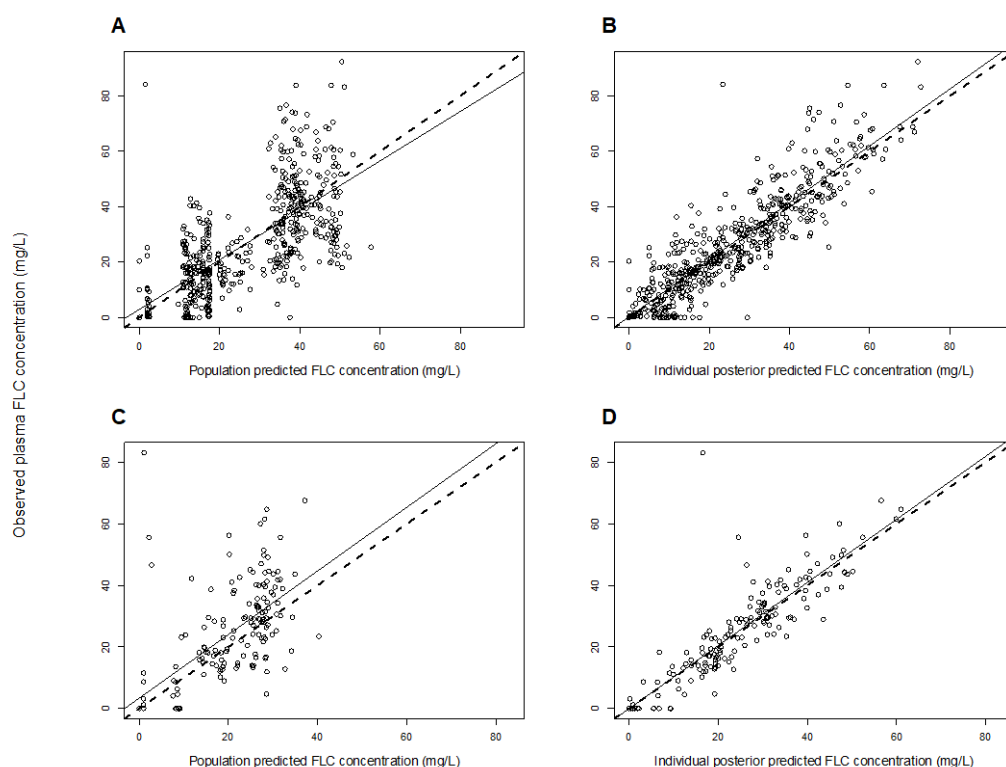 A
B
80
60
40
20
0
0 20 40 60 80
Population predicted FLC concentration (mg/L)
80
60
40
20
0
0 20 40 60 80
Individual posterior predicted FLC concentration (mg/L)
Observed plasma FLC concentration (mg/L)
C
D
80
60
40
20
0
0 20 40 60 80
Population predicted FLC concentration (mg/L)
80
60
40
20
0
0 20 40 60 80
Individual posterior predicted FLC concentration (mg/L)